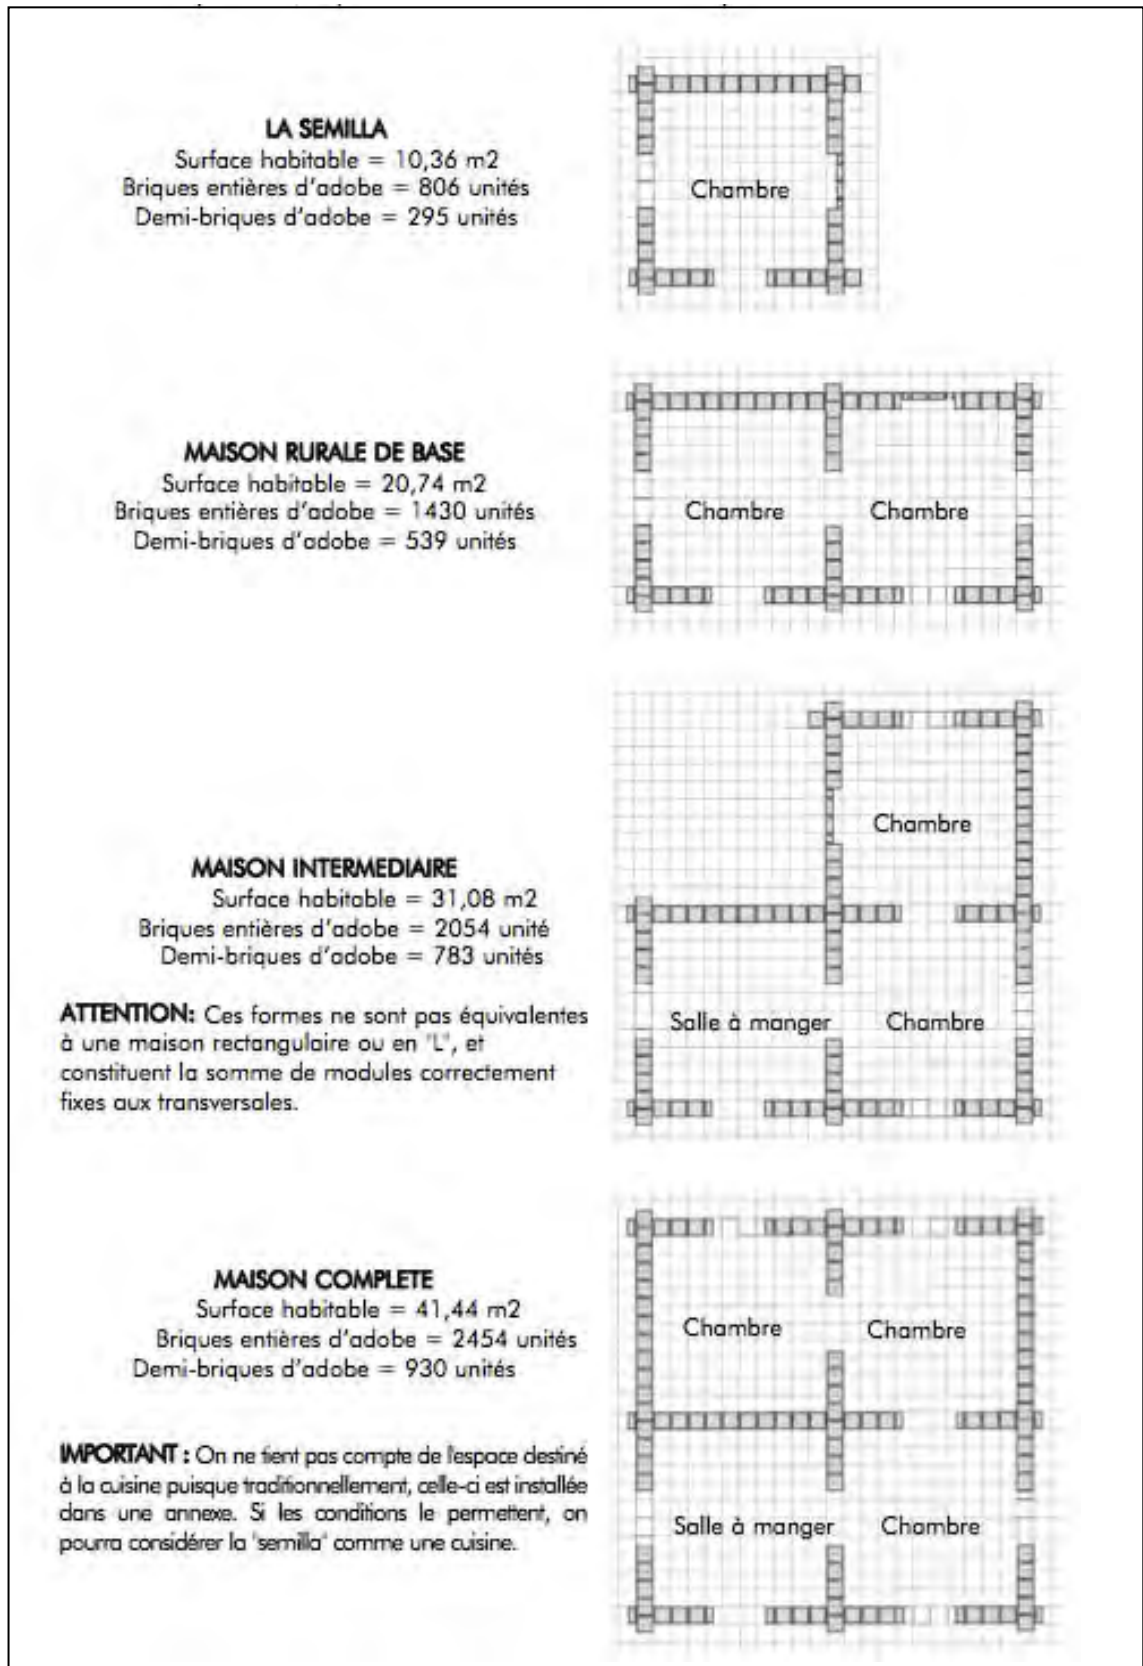 LA SEMILLA
Surface habitable = 10,36 m2
Briques entières d'adobe = 806 unités
Demi-briques d'adobe = 295 unités
Chambre
MAISON RURALE DE BASE
Surface habitable = 20,74 m2
Briques entières d'adobe = 1430 unités
Demi-briques d'adobe = 539 unités
Chambre Chambre
MAISON INTERMEDIAIRE
Surface habitable = 31,08 m2
Briques entières d'adobe = 2054 unité
Demi-briques d'adobe = 783 unités
ATTENTION: Ces formes ne sont pas équivalentes
à une maison rectangulaire ou en "L", et
constituent la somme de modules correctement
fixes aux transversales.
Chambre
Salle à manger Chambre
MAISON COMPLETE
Surface habitable = 41,44 m2
Briques entières d'adobe = 2454 unités
Demi-briques d'adobe = 930 unités
IMPORTANT : On ne tient pas compte de l'espace destiné
à la cuisine puisque traditionnellement, celle-ci est installée
dans une annexe. Si les conditions le permettent, on
pourra considérer la "semilla" comme une cuisine.
Chambre Chambre
Salle à manger Chambre